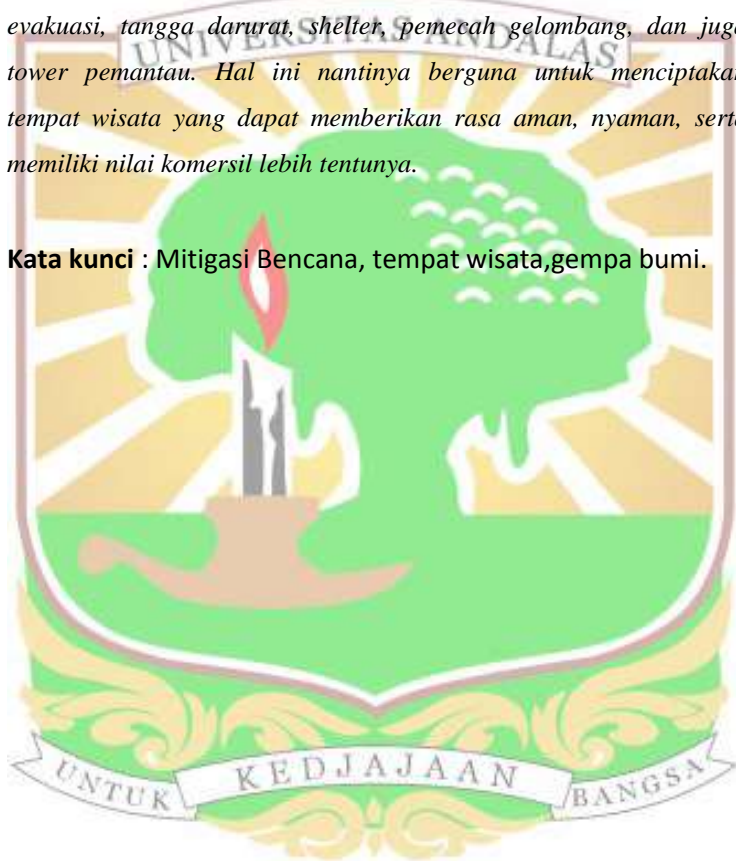 evakuasi, tangga darurat, shelter, pemecah gelombang, dan juga
UNIVERSITAS ANDALAS
tower pemantau. Hal ini nantinya berguna untuk menciptakan
tempat wisata yang dapat memberikan rasa aman, nyaman, serta
memiliki nilai komersil lebih tentunya.
Kata kunci : Mitigasi Bencana, tempat wisata,gempa bumi.
UNTUK KEDJAJAAN BANGSA